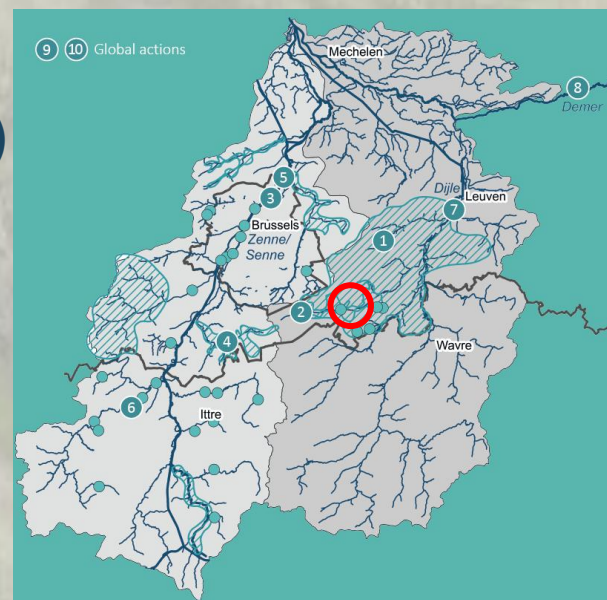 9 10 Global actions
Mechelen
8
Demer
5
Dijle
3
Leuven
7
Brussels
Zenne/
Senne
1
2
4
Wavre
6
Ittre